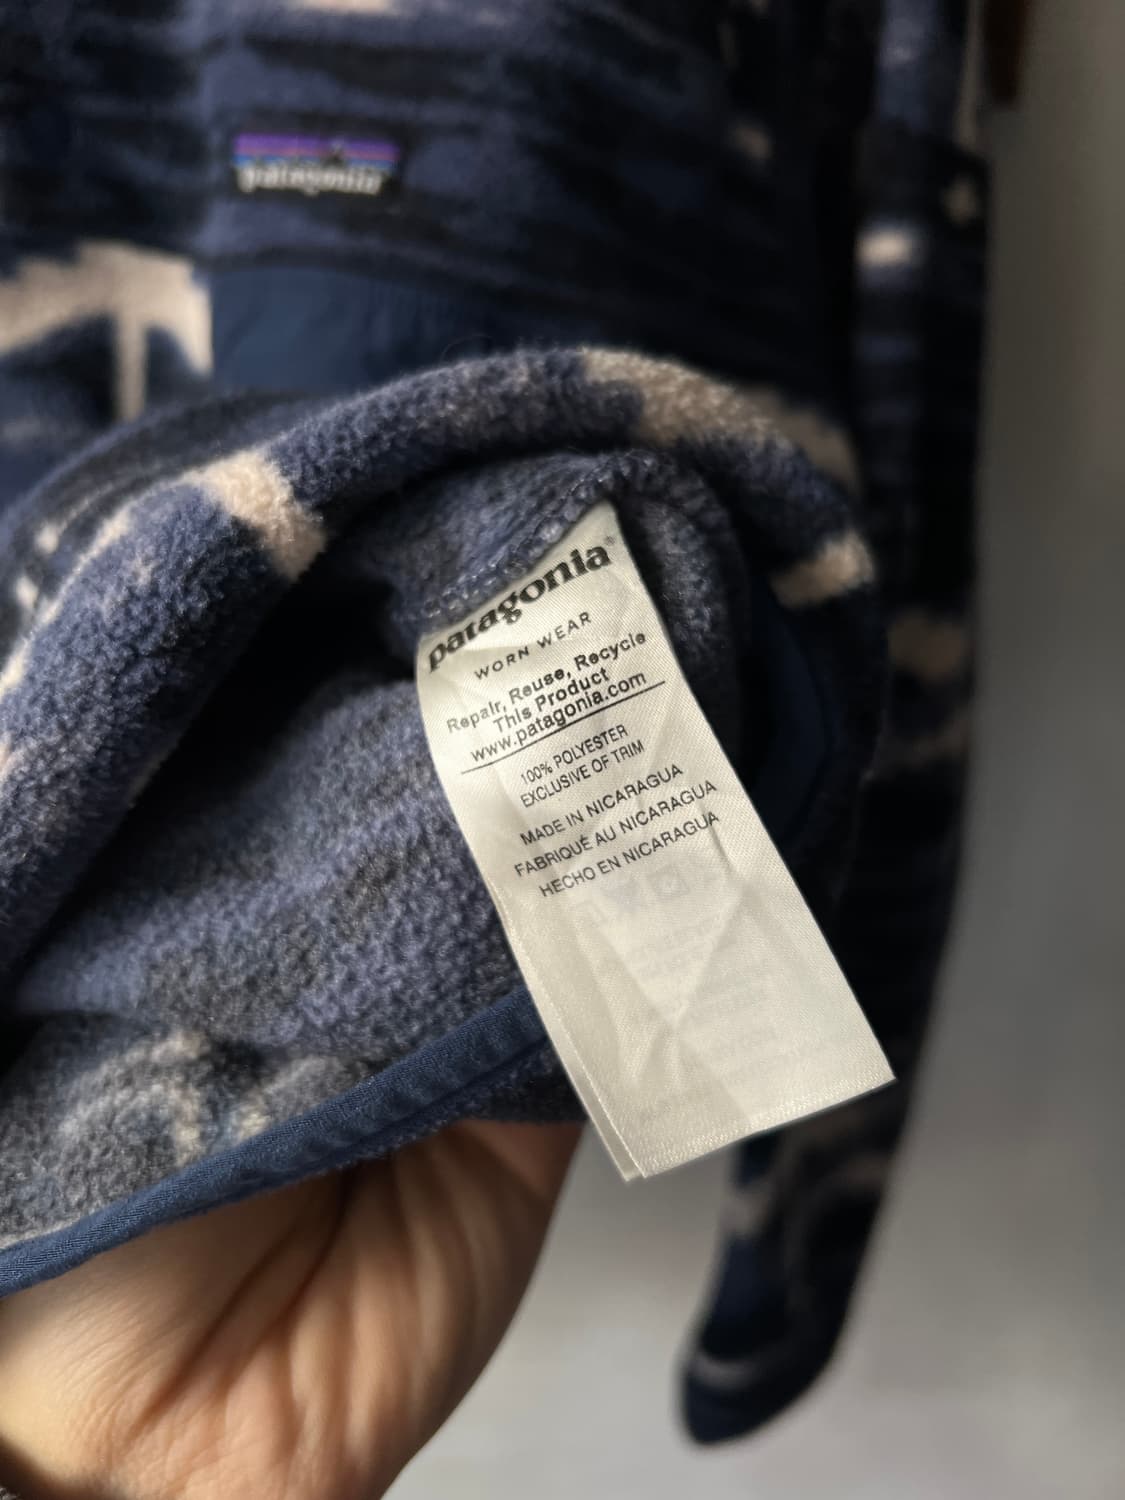 patagonia
patagonia®
WORN WEAR
Repair, Reuse, Recycle
This Product
www.patagonia.com
100% POLYESTER
EXCLUSIVE OF TRIM
MADE IN NICARAGUA
FABRIQUÉ AU NICARAGUA
HECHO EN NICARAGUA